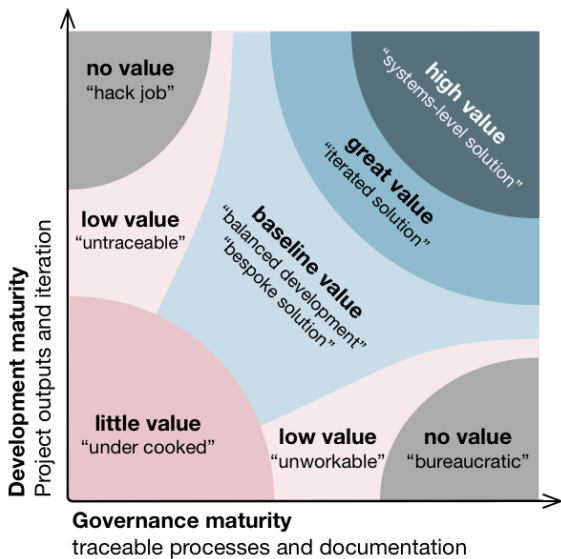 no value
“hack job”
high value
“systems-level solution”
great value
“iterated solution”
low value
“untraceable”
baseline value
“balanced development”
“bespoke solution”
little value
“under cooked”
low value
“unworkable”
no value
“bureaucratic”
Development maturity
Project outputs and iteration
Governance maturity
traceable processes and documentation